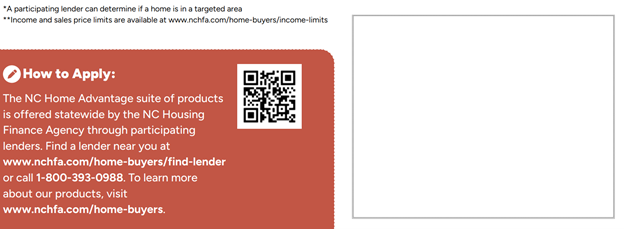 *A participating lender can determine if a home is in a targeted area
**Income and sales price limits are available at www.nchfa.com/home-buyers/income-limits
How to Apply:
The NC Home Advantage suite of products
is offered statewide by the NC Housing
Finance Agency through participating
lenders. Find a lender near you at
www.nchfa.com/home-buyers/find-lender
or call 1-800-393-0988. To learn more
about our products, visit
www.nchfa.com/home-buyers.